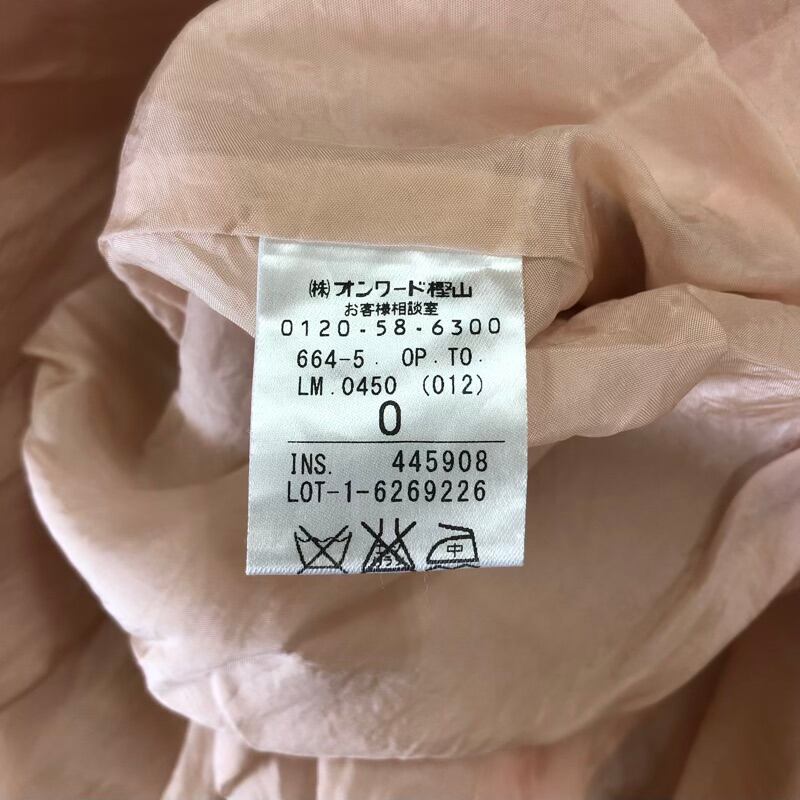 (株)オンワード樫山
お客様相談室
0120-58-6300
664-5. OP.TO.
LM.0450 (012)
0
INS. 445908
LOT-1-6269226
中